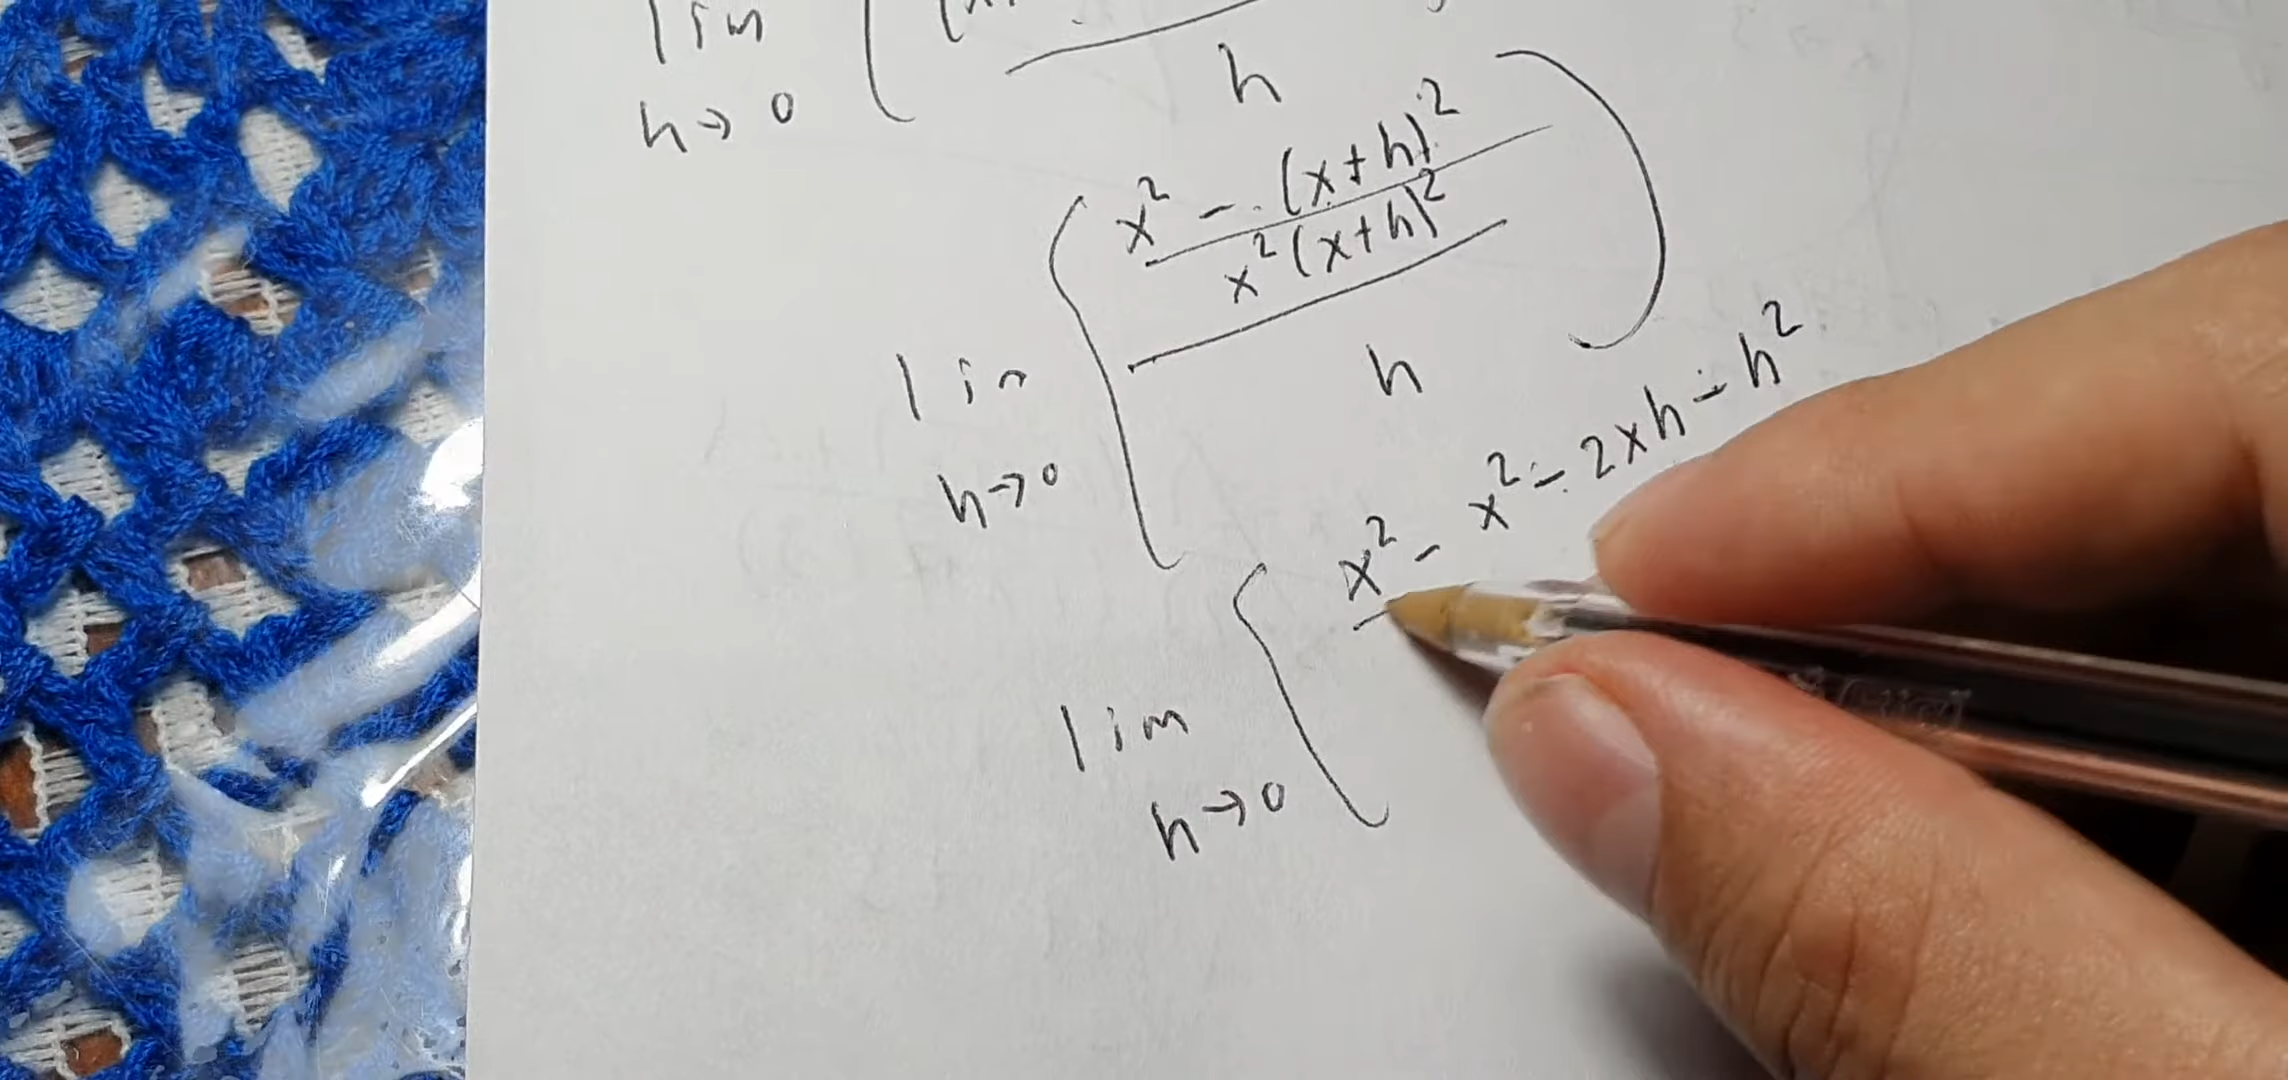 lim
h
h→0
x² - (x+h)²
x²(x+h)²
lim
h
h→0
x² - x² - 2xh - h²
lim
h→0